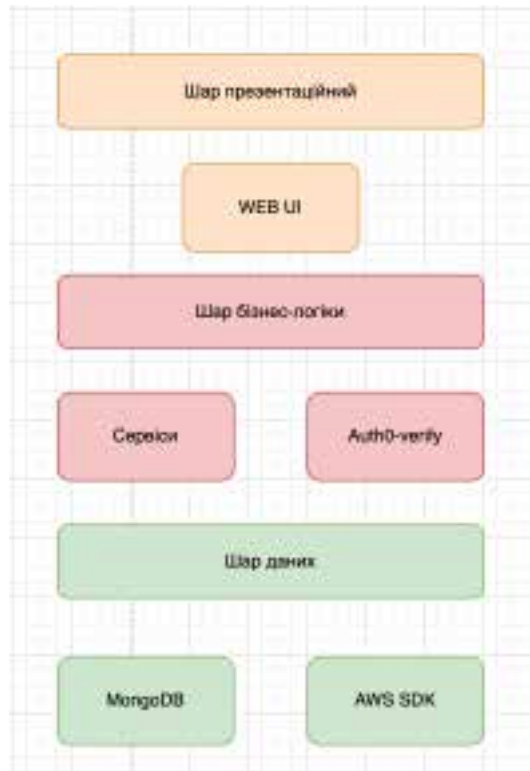 Шар презентаційний
WEB UI
Шар бізнес-логіки
Сервіси
Auth0-verify
Шар даних
MongoDB
AWS SDK